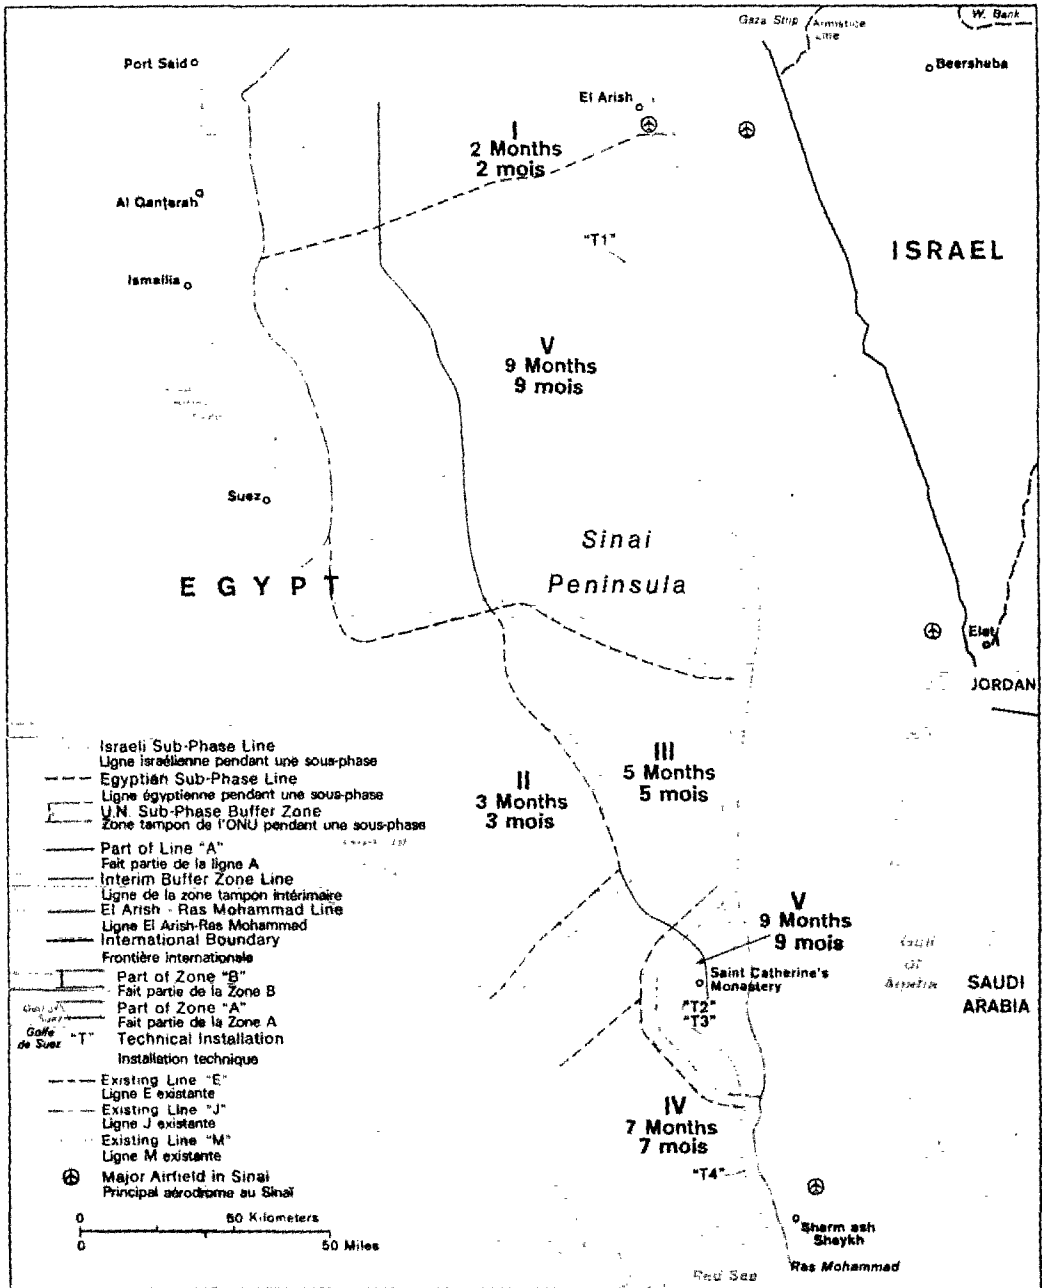 Gaza Strip
Armistice
Line
W. Bank
Port Said
Beersheba
El Arish
I
2 Months
2 mois
Al Qantarah
"T1"
ISRAEL
Ismailia
V
9 Months
9 mois
Suez
Sinai
Peninsula
EGYPT
Elat
JORDAN
Israeli Sub-Phase Line
Ligne israélienne pendant une sous-phase
Egyptian Sub-Phase Line
Ligne égyptienne pendant une sous-phase
U.N. Sub-Phase Buffer Zone
Zone tampon de l'ONU pendant une sous-phase
Part of Line "A"
Fait partie de la ligne A
Interim Buffer Zone Line
Ligne de la zone tampon intérimaire
El Arish - Ras Mohammad Line
Ligne El Arish-Ras Mohammad
International Boundary
Frontière internationale
Part of Zone "B"
Fait partie de la Zone B
Part of Zone "A"
Fait partie de la Zone A
"T" Technical Installation
Installation technique
Existing Line "E"
Ligne E existante
Existing Line "J"
Ligne J existante
Existing Line "M"
Ligne M existante
Major Airfield in Sinai
Principal aérodrome au Sinaï
0 50 Kilometers
0 50 Miles
Golfe
de Suez
II
3 Months
3 mois
III
5 Months
5 mois
V
9 Months
9 mois
Saint Catherine's
Monastery
"T2"
"T3"
SAUDI
ARABIA
IV
7 Months
7 mois
"T4"
Sharm ash
Shaykh
Ras Mohammad
Red Sea